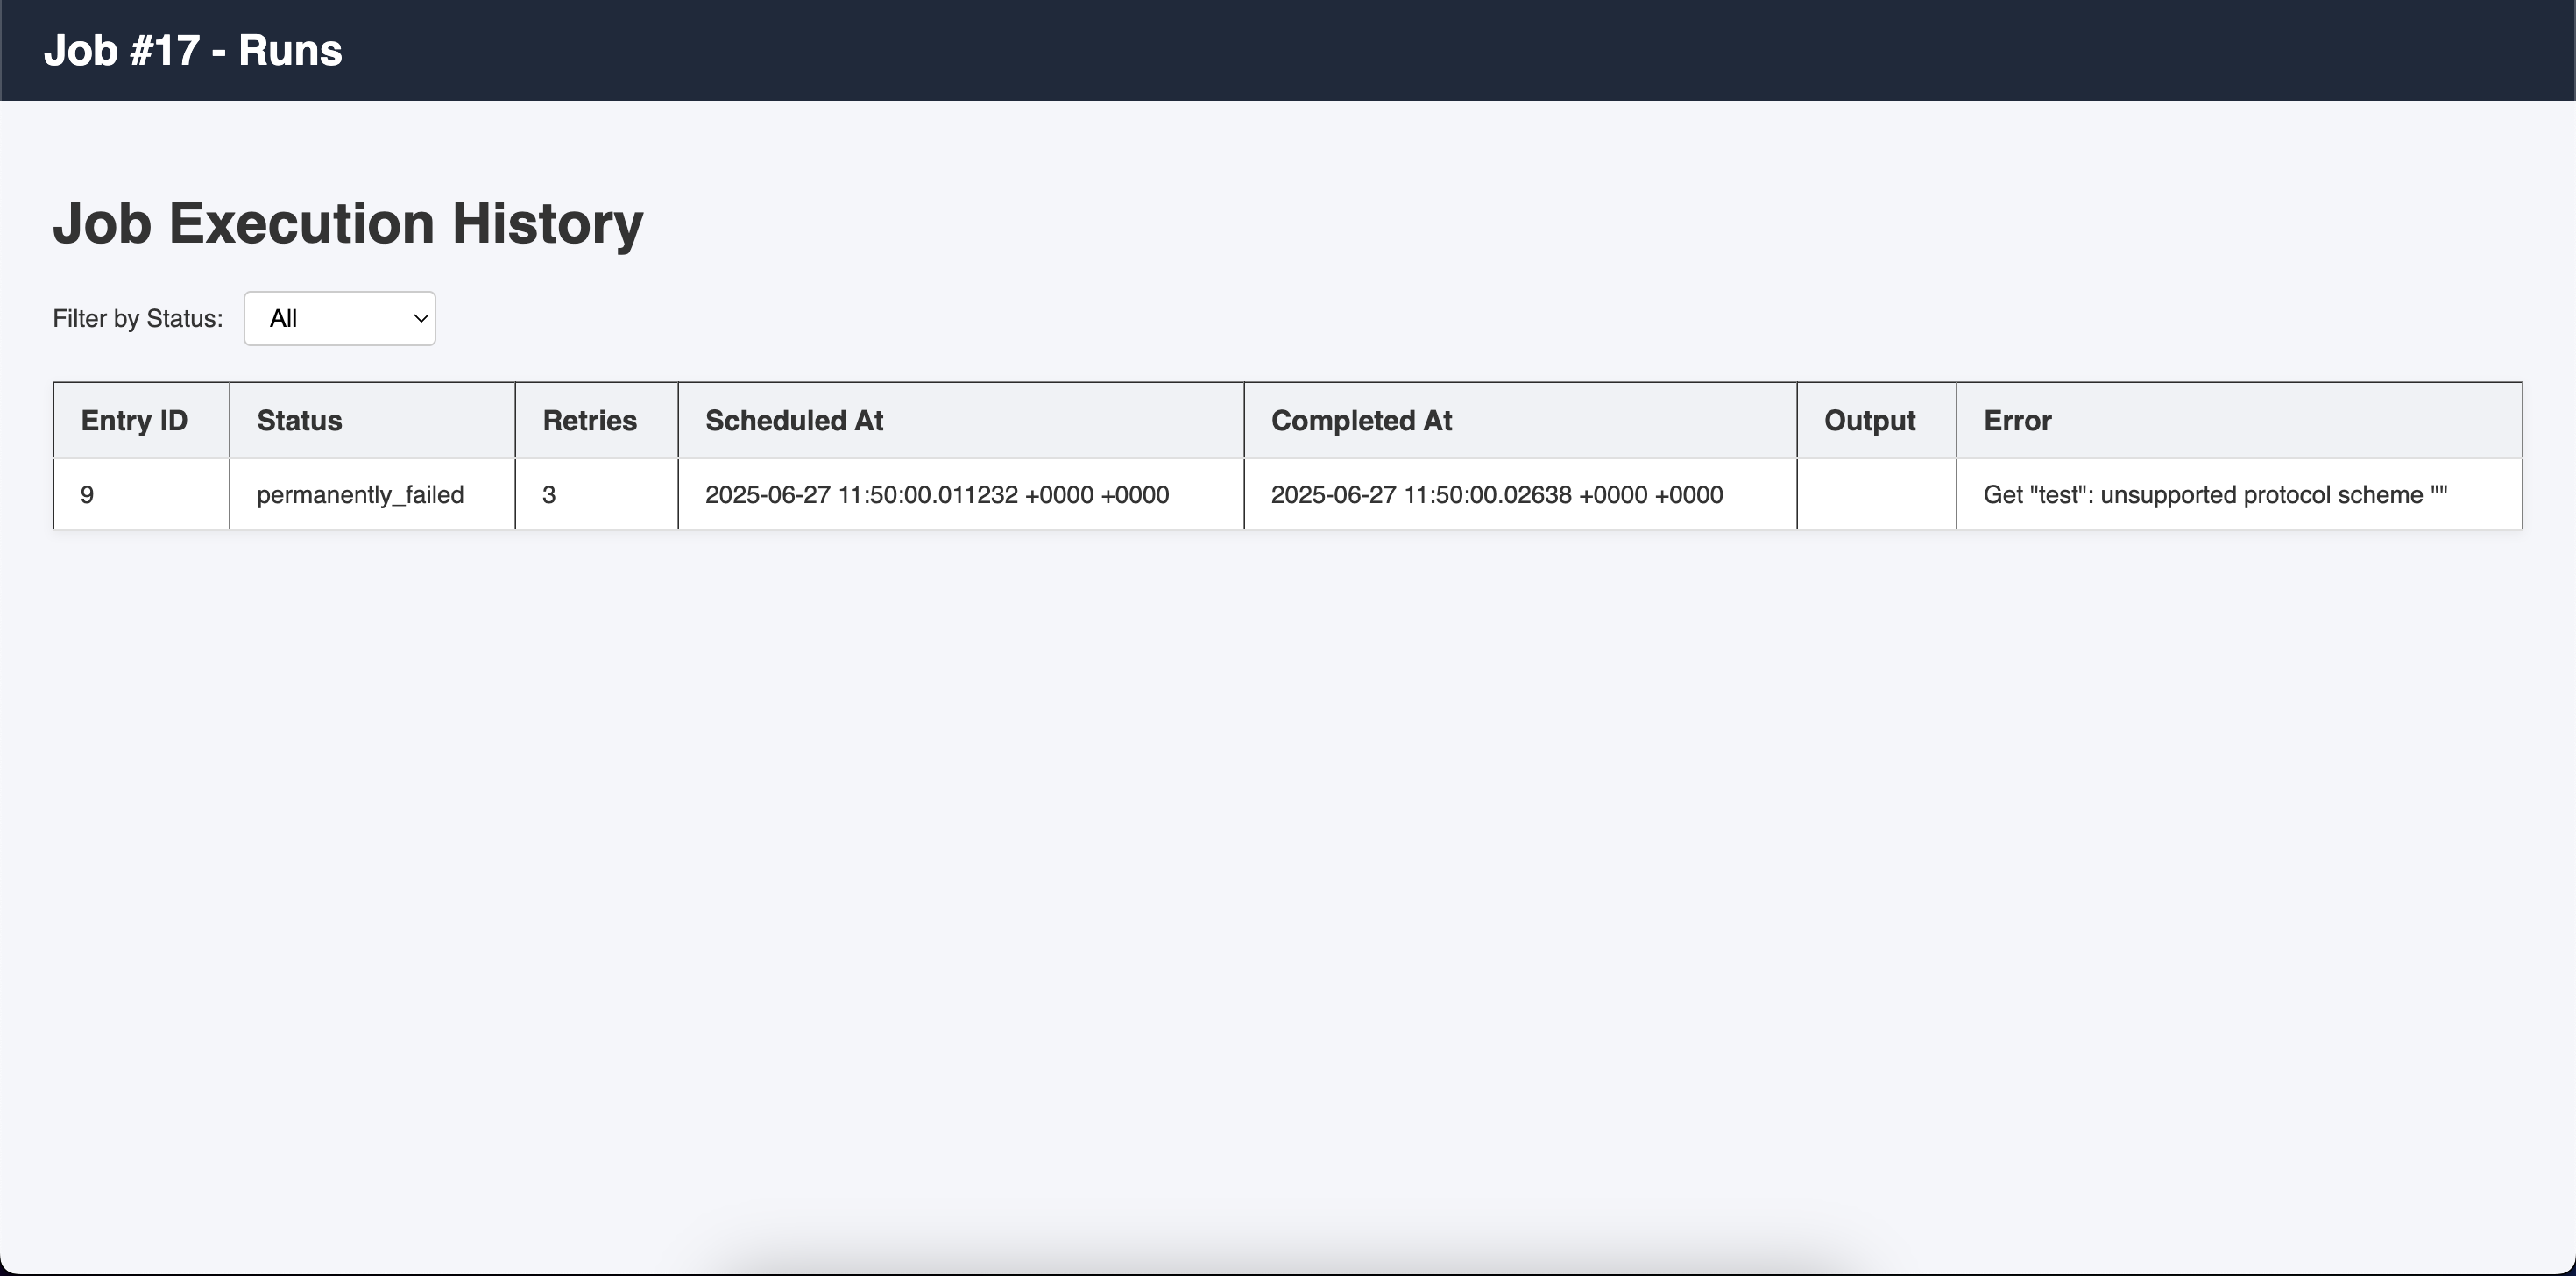 Job #17 - Runs
Job Execution History
Filter by Status: All
Entry ID Status Retries Scheduled At Completed At Output Error
9 permanently_failed 3 2025-06-27 11:50:00.011232 +0000 +0000 2025-06-27 11:50:00.02638 +0000 +0000 Get "test": unsupported protocol scheme ""